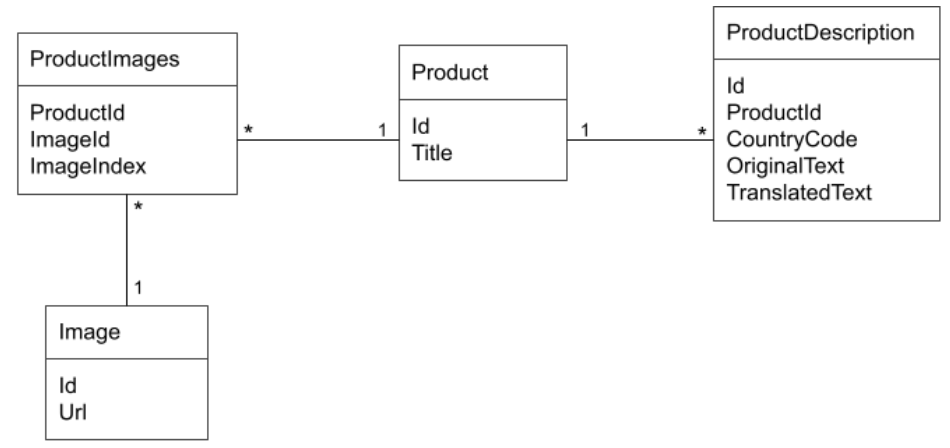 ProductImages
ProductId
ImageId
ImageIndex
*
1
Product
Id
Title
1
*
ProductDescription
Id
ProductId
CountryCode
OriginalText
TranslatedText
*
1
Image
Id
Url